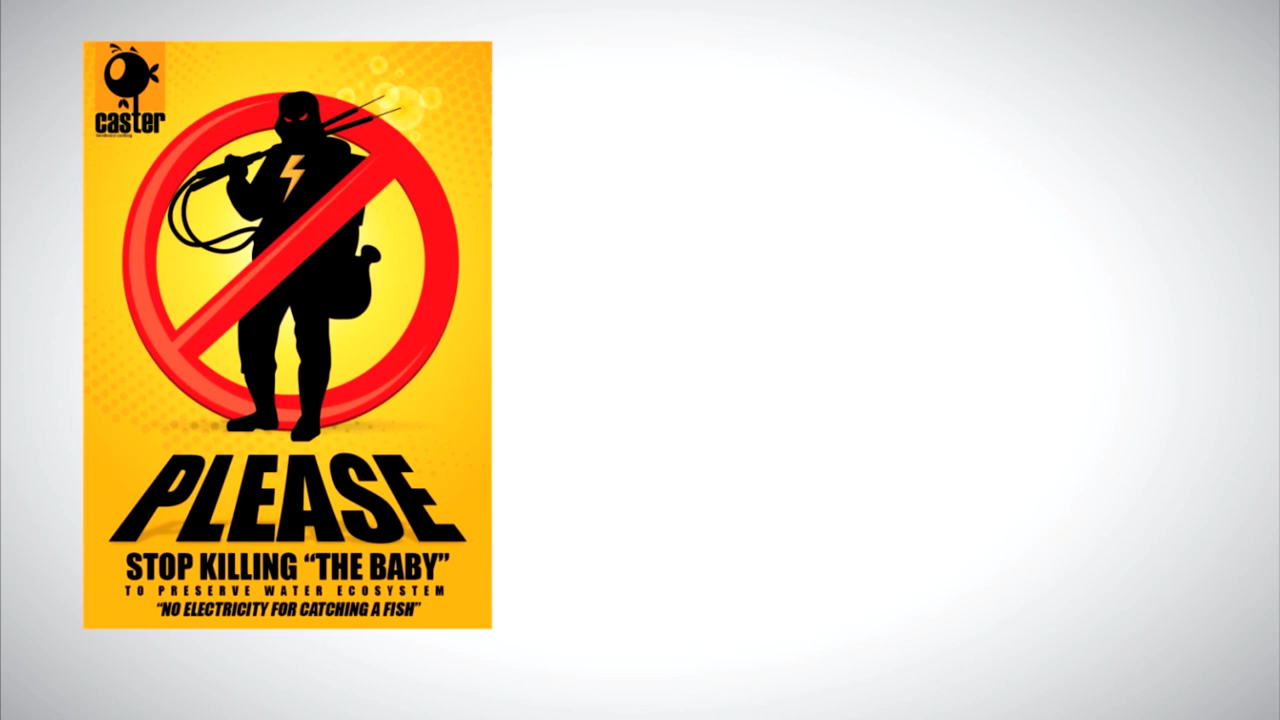 caster
PLEASE
STOP KILLING “THE BABY”
TO PRESERVE WATER ECOSYSTEM
“NO ELECTRICITY FOR CATCHING A FISH”